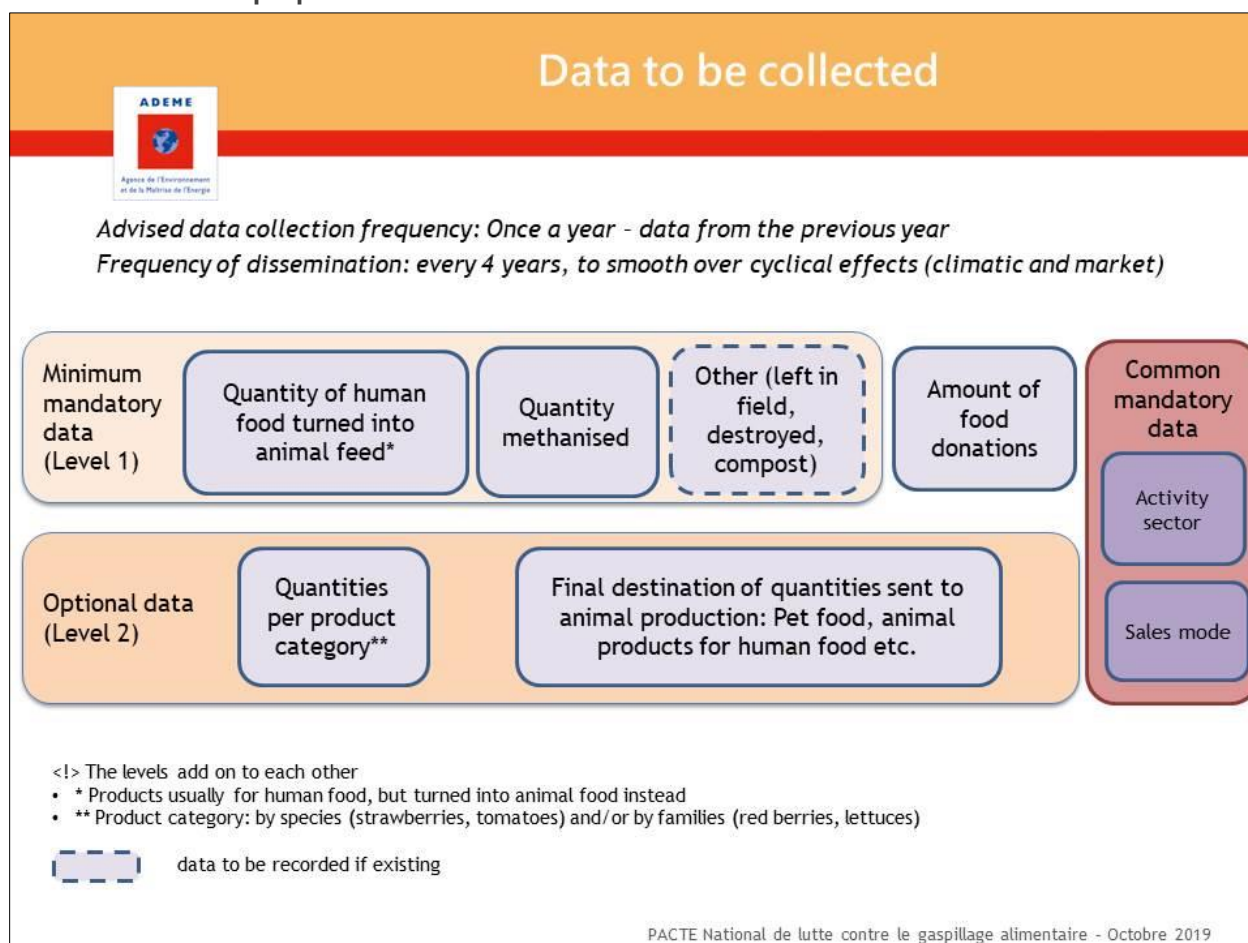 Data to be collected
ADEME
Agence de l'Environnement
et de la Maîtrise de l'Energie
Advised data collection frequency: Once a year – data from the previous year
Frequency of dissemination: every 4 years, to smooth over cyclical effects (climatic and market)
Minimum
mandatory
data
(Level 1)
Quantity of human
food turned into
animal feed*
Quantity
methanised
Other (left in
field,
destroyed,
compost)
Amount of
food
donations
Common
mandatory
data
Activity
sector
Sales mode
Optional data
(Level 2)
Quantities
per product
category**
Final destination of quantities sent to
animal production: Pet food, animal
products for human food etc.
<!> The levels add on to each other
• * Products usually for human food, but turned into animal food instead
• ** Product category: by species (strawberries, tomatoes) and/or by families (red berries, lettuces)
data to be recorded if existing
PACTE National de lutte contre le gaspillage alimentaire - Octobre 2019